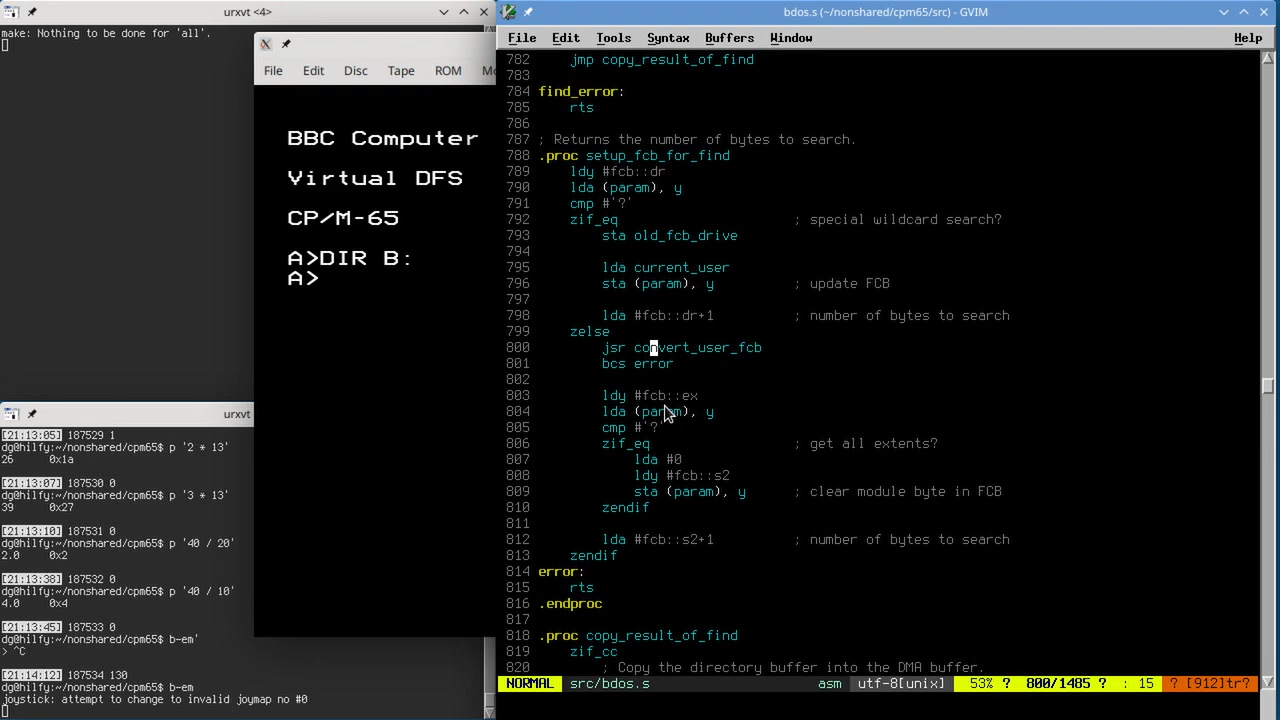 urxvt <4>
make: Nothing to be done for 'all'.
File Edit Disc Tape ROM
BBC Computer
Virtual DFS
CP/M-65
A>DIR B:
A>
urxvt
[21:13:05] 187529 1
dg@hilfy:~/nonshared/cpm65$ p '2 * 13'
26 0x1a
[21:13:07] 187530 0
dg@hilfy:~/nonshared/cpm65$ p '3 * 13'
39 0x27
[21:13:10] 187531 0
dg@hilfy:~/nonshared/cpm65$ p '40 / 20'
2.0 0x2
[21:13:38] 187532 0
dg@hilfy:~/nonshared/cpm65$ p '40 / 10'
4.0 0x4
[21:13:45] 187533 0
dg@hilfy:~/nonshared/cpm65$ b-em'
> ^C
[21:14:12] 187534 130
dg@hilfy:~/nonshared/cpm65$ b-em
joystick: attempt to change to invalid joymap no #0
bdos.s (~/nonshared/cpm65/src) - GVIM
File Edit Tools Syntax Buffers Window Help
782 jmp copy_result_of_find
783
784 find_error:
785 rts
786
787 ; Returns the number of bytes to search.
788 .proc setup_fcb_for_find
789 ldy #fcb::dr
790 lda (param), y
791 cmp #'?'
792 zif_eq ; special wildcard search?
793 sta old_fcb_drive
794
795 lda current_user
796 sta (param), y ; update FCB
797
798 lda #fcb::dr+1 ; number of bytes to search
799 zelse
800 jsr convert_user_fcb
801 bcs error
802
803 ldy #fcb::ex
804 lda (param), y
805 cmp #'?'
806 zif_eq ; get all extents?
807 lda #0
808 ldy #fcb::s2
809 sta (param), y ; clear module byte in FCB
810 zendif
811
812 lda #fcb::s2+1 ; number of bytes to search
813 zendif
814 error:
815 rts
816 .endproc
817
818 .proc copy_result_of_find
819 zif_cc
820 ; Copy the directory buffer into the DMA buffer.
NORMAL src/bdos.s asm utf-8[unix] 53% ? 800/1485 ? : 15 ? [912]tr?